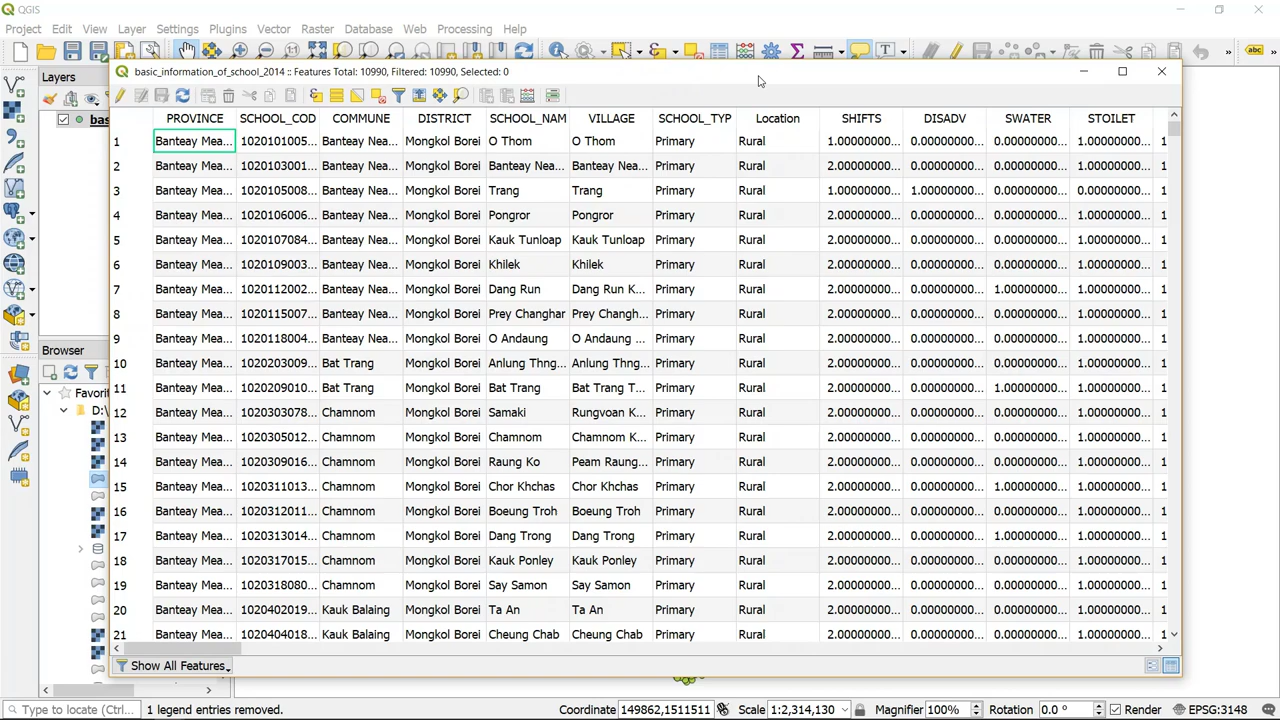 QGIS
Project Edit View Layer Settings Plugins Vector Raster Database Web Processing Help
abc
Layers
basic_information_of_school_2014 :: Features Total: 10990, Filtered: 10990, Selected: 0
bas
PROVINCE SCHOOL_COD COMMUNE DISTRICT SCHOOL_NAM VILLAGE SCHOOL_TYP Location SHIFTS DISADV SWATER STOILET
1 Banteay Mea... 1020101005... Banteay Nea... Mongkol Borei O Thom O Thom Primary Rural 1.00000000... 0.00000000... 0.00000000... 1.00000000... 1
2 Banteay Mea... 1020103001... Banteay Nea... Mongkol Borei Banteay Nea... Banteay Nea... Primary Rural 2.00000000... 0.00000000... 0.00000000... 1.00000000... 1
3 Banteay Mea... 1020105008... Banteay Nea... Mongkol Borei Trang Trang Primary Rural 1.00000000... 1.00000000... 0.00000000... 0.00000000... 1
4 Banteay Mea... 1020106006... Banteay Nea... Mongkol Borei Pongror Pongror Primary Rural 2.00000000... 0.00000000... 0.00000000... 1.00000000... 1
5 Banteay Mea... 1020107084... Banteay Nea... Mongkol Borei Kauk Tunloap Kauk Tunloap Primary Rural 2.00000000... 0.00000000... 0.00000000... 1.00000000... 1
6 Banteay Mea... 1020109003... Banteay Nea... Mongkol Borei Khilek Khilek Primary Rural 2.00000000... 0.00000000... 0.00000000... 1.00000000... 1
7 Banteay Mea... 1020112002... Banteay Nea... Mongkol Borei Dang Run Dang Run K... Primary Rural 2.00000000... 0.00000000... 1.00000000... 1.00000000... 1
8 Banteay Mea... 1020115007... Banteay Nea... Mongkol Borei Prey Changhar Prey Changh... Primary Rural 2.00000000... 0.00000000... 0.00000000... 1.00000000... 1
9 Banteay Mea... 1020118004... Banteay Nea... Mongkol Borei O Andaung O Andaung ... Primary Rural 2.00000000... 0.00000000... 0.00000000... 1.00000000... 1
Browser
10 Banteay Mea... 1020203009... Bat Trang Mongkol Borei Anlung Thng... Anlung Thng... Primary Rural 2.00000000... 0.00000000... 0.00000000... 1.00000000... 1
11 Banteay Mea... 1020209010... Bat Trang Mongkol Borei Bat Trang Bat Trang T... Primary Rural 2.00000000... 0.00000000... 1.00000000... 1.00000000... 1
Favori
D:\
12 Banteay Mea... 1020303078... Chamnom Mongkol Borei Samaki Rungvoan K... Primary Rural 2.00000000... 0.00000000... 0.00000000... 1.00000000... 1
13 Banteay Mea... 1020305012... Chamnom Mongkol Borei Chamnom Chamnom K... Primary Rural 2.00000000... 0.00000000... 0.00000000... 1.00000000... 1
14 Banteay Mea... 1020309016... Chamnom Mongkol Borei Raung Ko Peam Raung... Primary Rural 2.00000000... 0.00000000... 0.00000000... 1.00000000... 1
15 Banteay Mea... 1020311013... Chamnom Mongkol Borei Chor Khchas Chor Khchas Primary Rural 2.00000000... 0.00000000... 1.00000000... 1.00000000... 1
16 Banteay Mea... 1020312011... Chamnom Mongkol Borei Boeung Troh Boeung Troh Primary Rural 2.00000000... 0.00000000... 0.00000000... 1.00000000... 1
17 Banteay Mea... 1020313014... Chamnom Mongkol Borei Dang Trong Dang Trong Primary Rural 2.00000000... 0.00000000... 1.00000000... 1.00000000... 1
18 Banteay Mea... 1020317015... Chamnom Mongkol Borei Kauk Ponley Kauk Ponley Primary Rural 2.00000000... 0.00000000... 0.00000000... 1.00000000... 1
19 Banteay Mea... 1020318080... Chamnom Mongkol Borei Say Samon Say Samon Primary Rural 2.00000000... 0.00000000... 0.00000000... 1.00000000... 1
20 Banteay Mea... 1020402019... Kauk Balaing Mongkol Borei Ta An Ta An Primary Rural 2.00000000... 0.00000000... 0.00000000... 1.00000000... 1
21 Banteay Mea... 1020404018... Kauk Balaing Mongkol Borei Cheung Chab Cheung Chab Primary Rural 2.00000000... 0.00000000... 0.00000000... 1.00000000... 1
Show All Features
Type to locate (Ctrl... 1 legend entries removed. Coordinate 149862,1511511 Scale 1:2,314,130 Magnifier 100% Rotation 0.0 ° Render EPSG:3148